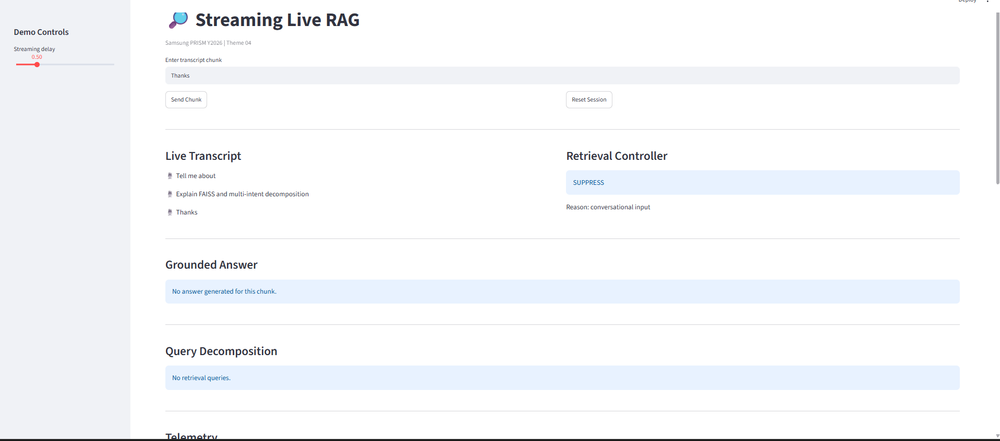 Deploy
Demo Controls
Streaming delay
0.50
Streaming Live RAG
Samsung PRISM Y2026 | Theme 04
Enter transcript chunk
Thanks
Send Chunk
Reset Session
Live Transcript
Tell me about
Explain FAISS and multi-intent decomposition
Thanks
Retrieval Controller
SUPPRESS
Reason: conversational input
Grounded Answer
No answer generated for this chunk.
Query Decomposition
No retrieval queries.
Telemetry